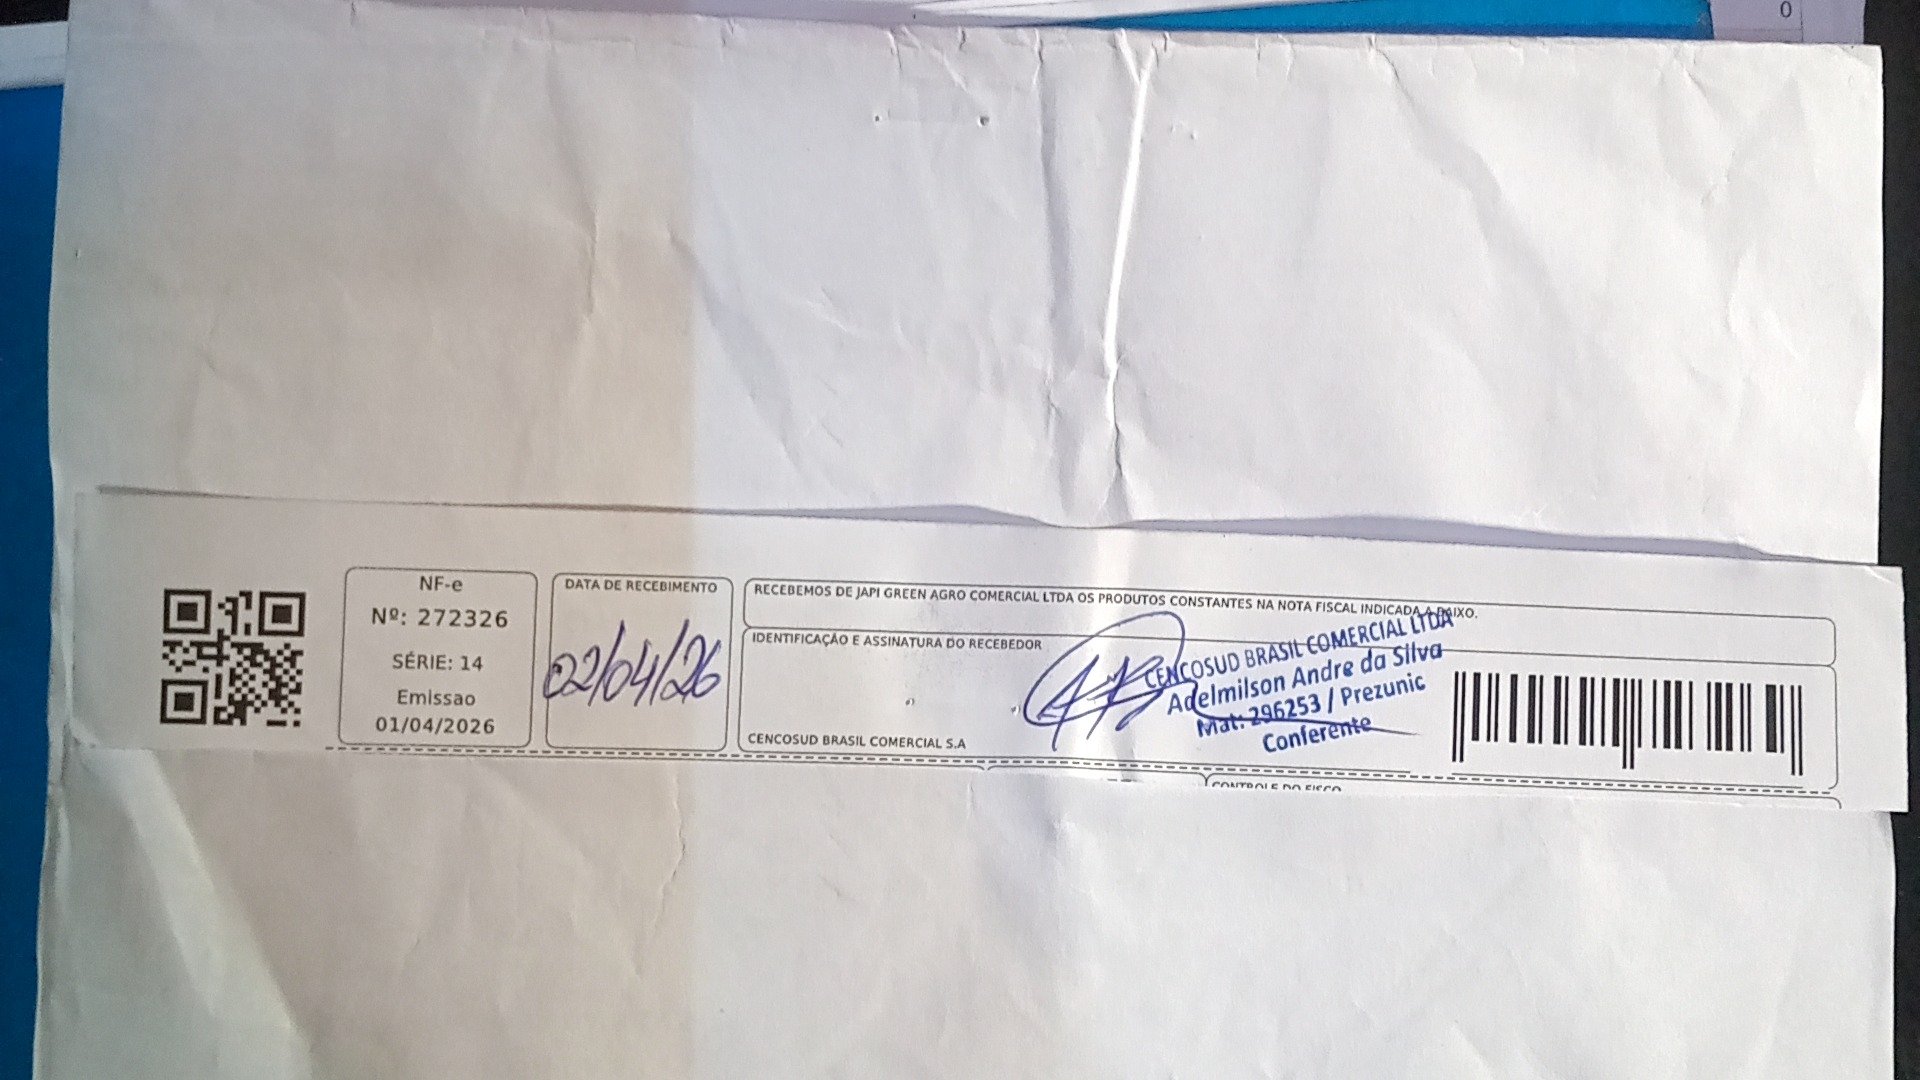 0
NF-e
Nº: 272326
SÉRIE: 14
Emissao
01/04/2026
DATA DE RECEBIMENTO
02/04/26
RECEBEMOS DE JAPI GREEN AGRO COMERCIAL LTDA OS PRODUTOS CONSTANTES NA NOTA FISCAL INDICADA ABAIXO.
IDENTIFICAÇÃO E ASSINATURA DO RECEBEDOR
CENCOSUD BRASIL COMERCIAL S.A
CENCOSUD BRASIL COMERCIAL LTDA
Adelmilson Andre da Silva
Mat: 296253 / Prezunic
Conferente
CONTROLE DO FISCO